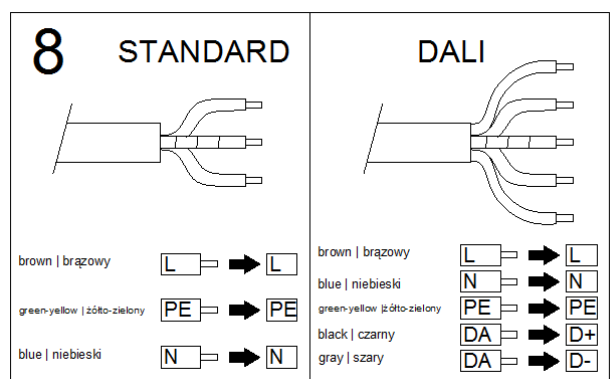 8 STANDARD
brown | brązowy L L
green-yellow | żółto-zielony PE PE
blue | niebieski N N
DALI
brown | brązowy L L
blue | niebieski N N
green-yellow | żółto-zielony PE PE
black | czarny DA D+
gray | szary DA D-